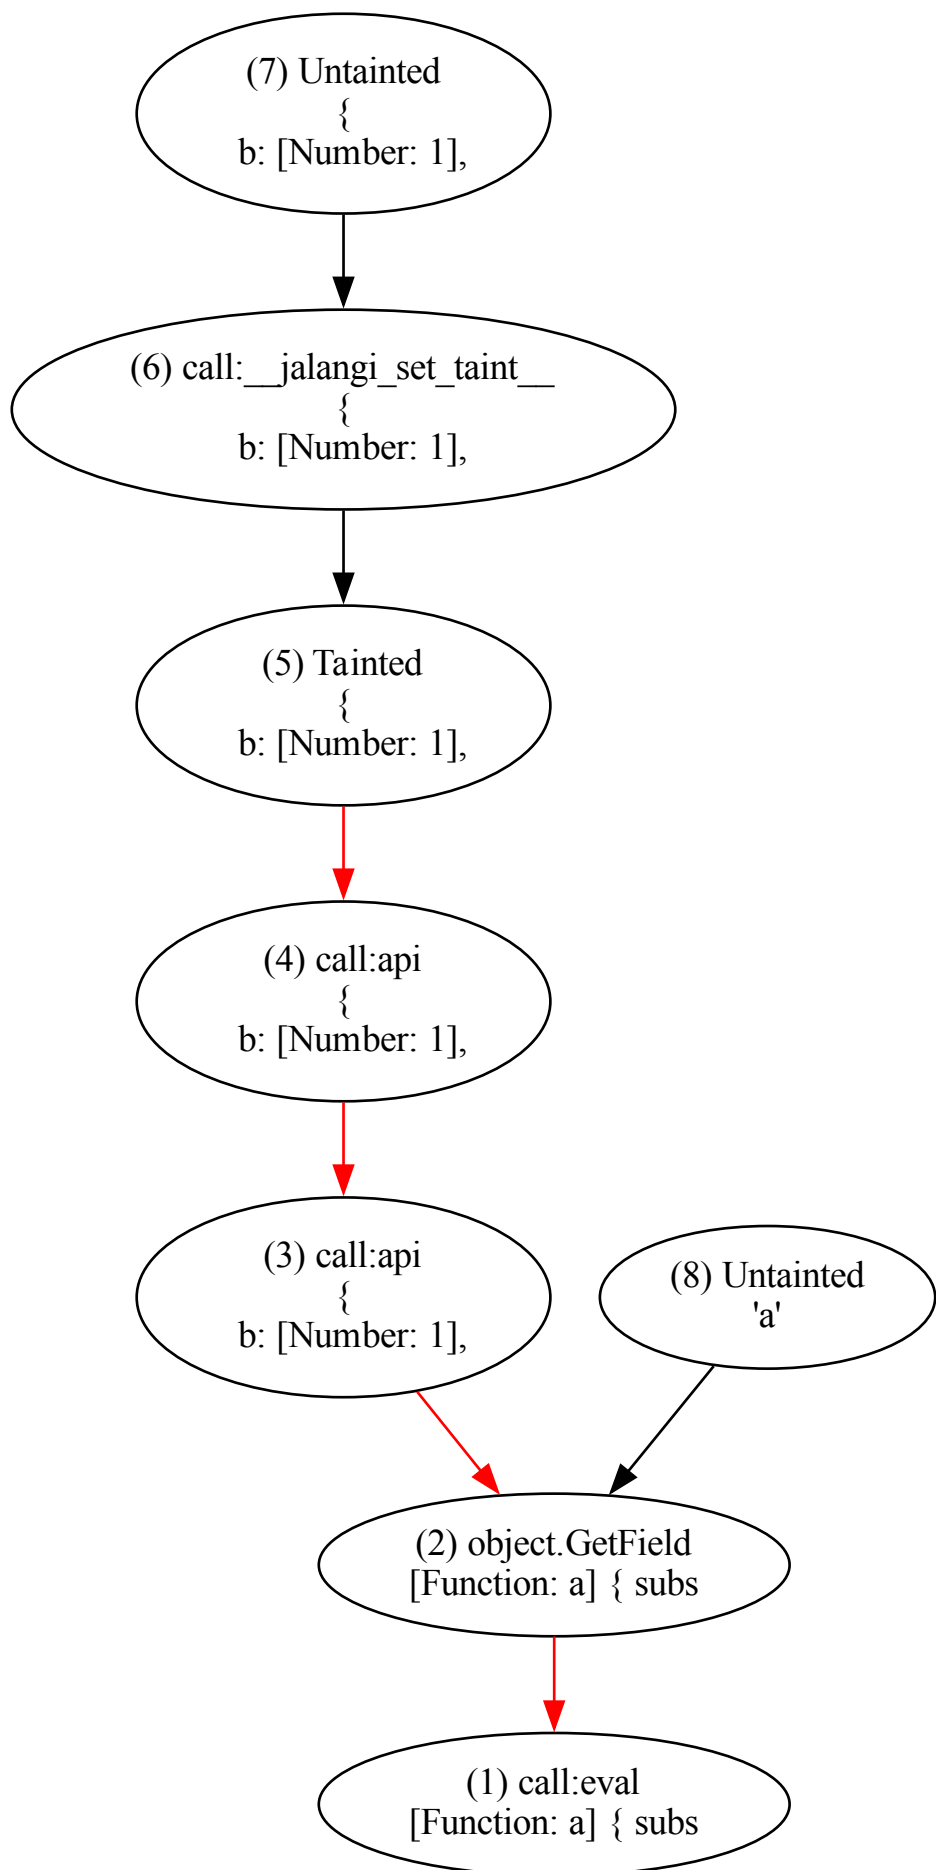 (7) Untainted
{
b: [Number: 1],
(6) call:__jalangi_set_taint__
{
b: [Number: 1],
(5) Tainted
{
b: [Number: 1],
(4) call:api
{
b: [Number: 1],
(3) call:api
{
b: [Number: 1],
(8) Untainted
'a'
(2) object.GetField
[Function: a] { subs
(1) call:eval
[Function: a] { subs